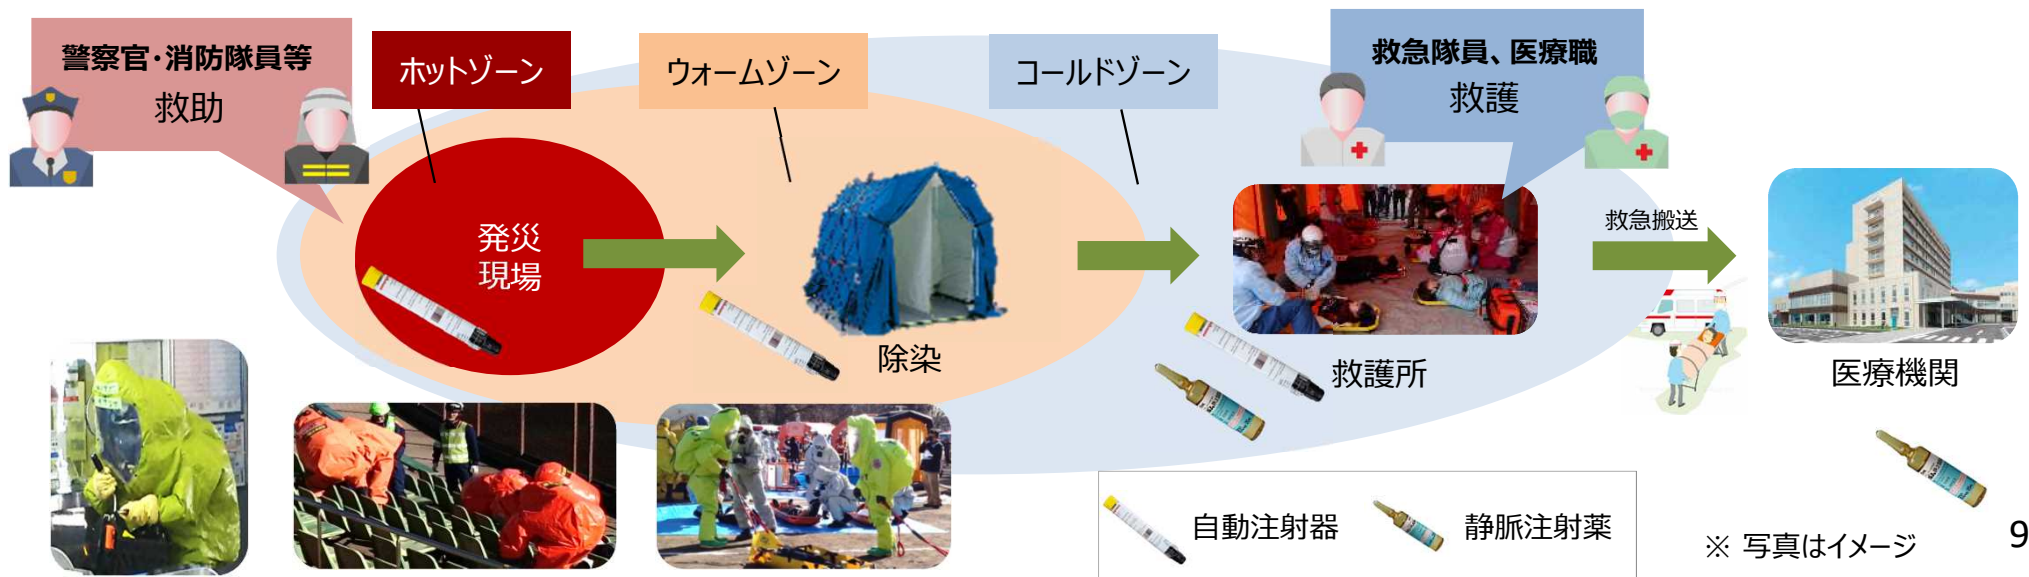 警察官・消防隊員等
救助
ホットゾーン
ウォームゾーン
コールドゾーン
救急隊員、医療職
救護
発災
現場
救急搬送
除染
救護所
医療機関
自動注射器
静脈注射薬
※ 写真はイメージ
9